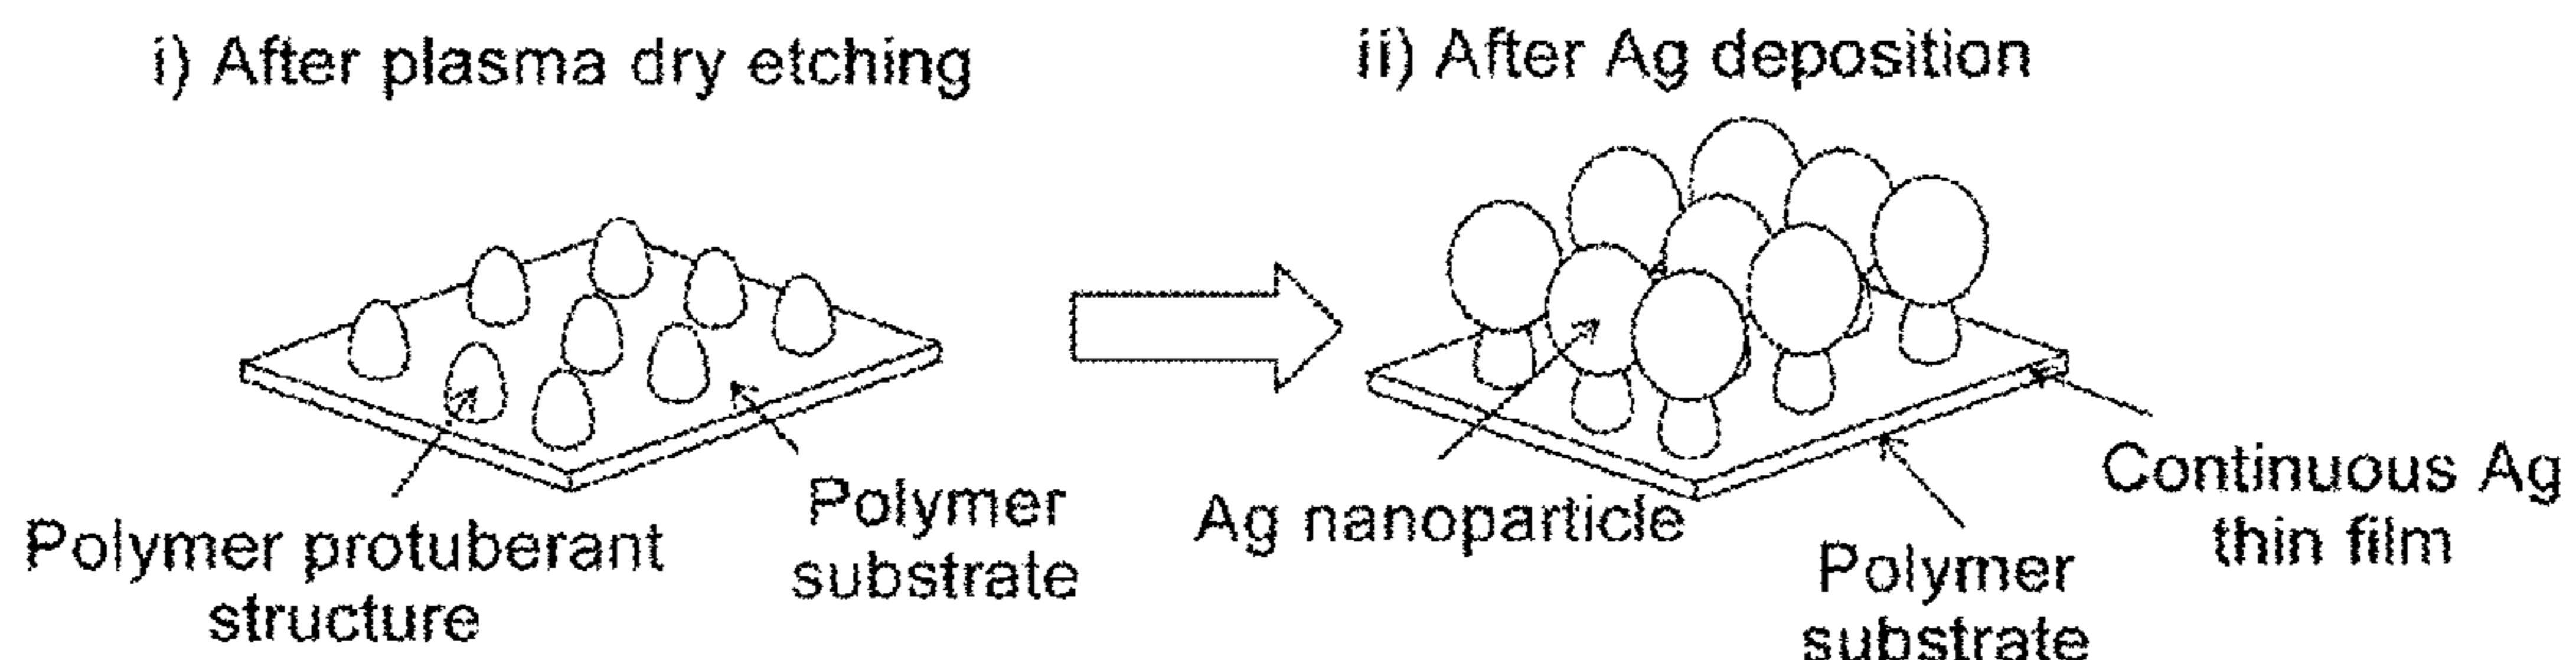 i) After plasma dry etching
ii) After Ag deposition
Polymer protuberant
structure
Polymer
substrate
Ag nanoparticle
Polymer
substrate
Continuous Ag
thin film